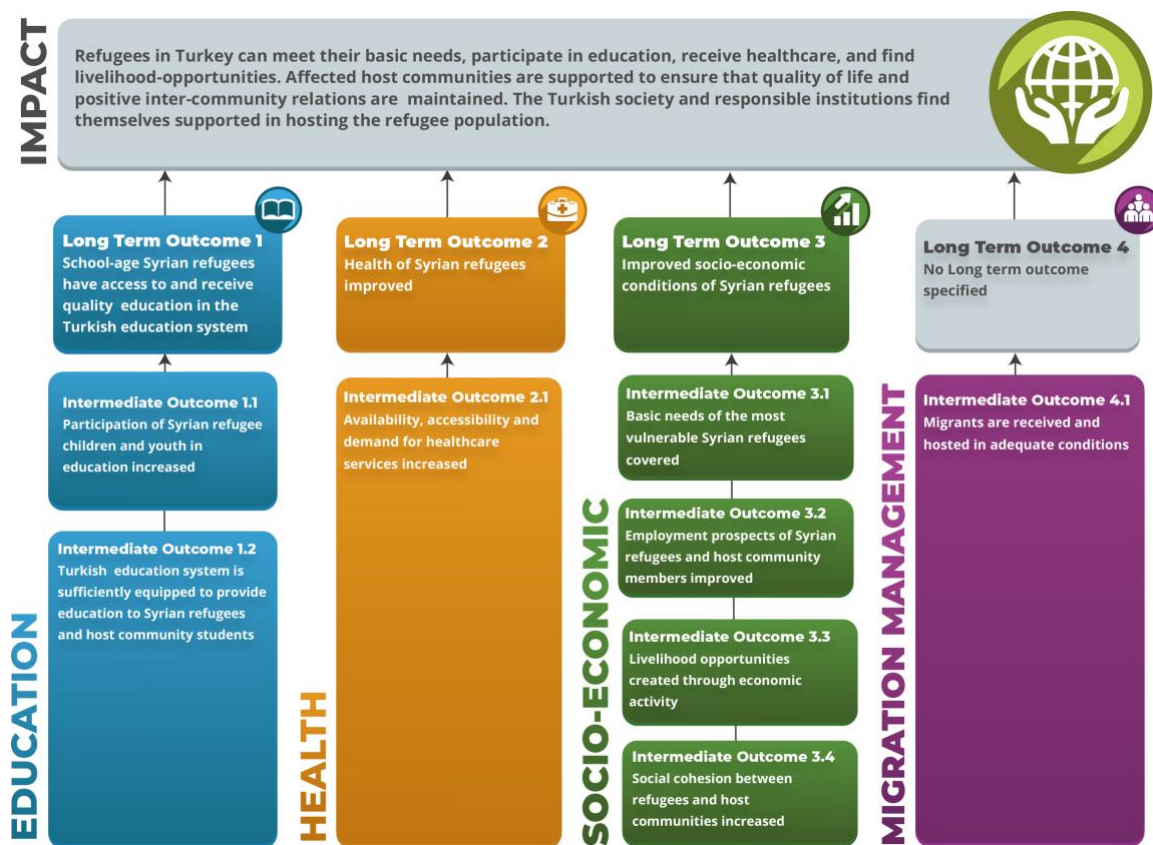 IMPACT
Refugees in Turkey can meet their basic needs, participate in education, receive healthcare, and find
livelihood-opportunities. Affected host communities are supported to ensure that quality of life and
positive inter-community relations are maintained. The Turkish society and responsible institutions find
themselves supported in hosting the refugee population.
EDUCATION
Long Term Outcome 1
School-age Syrian refugees
have access to and receive
quality education in the
Turkish education system
Intermediate Outcome 1.1
Participation of Syrian refugee
children and youth in
education increased
Intermediate Outcome 1.2
Turkish education system is
sufficiently equipped to provide
education to Syrian refugees
and host community students
HEALTH
Long Term Outcome 2
Health of Syrian refugees
improved
Intermediate Outcome 2.1
Availability, accessibility and
demand for healthcare
services increased
SOCIO-ECONOMIC
Long Term Outcome 3
Improved socio-economic
conditions of Syrian refugees
Intermediate Outcome 3.1
Basic needs of the most
vulnerable Syrian refugees
covered
Intermediate Outcome 3.2
Employment prospects of Syrian
refugees and host community
members improved
Intermediate Outcome 3.3
Livelihood opportunities
created through economic
activity
Intermediate Outcome 3.4
Social cohesion between
refugees and host
communities increased
MIGRATION MANAGEMENT
Long Term Outcome 4
No Long term outcome
specified
Intermediate Outcome 4.1
Migrants are received and
hosted in adequate conditions